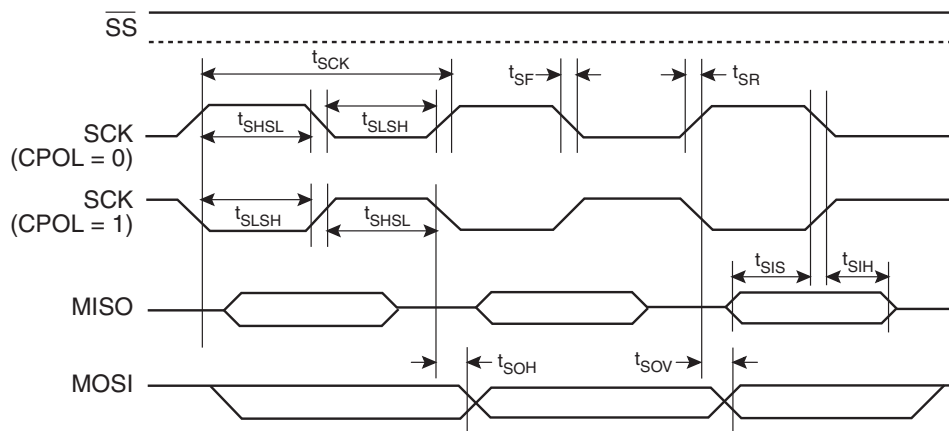 SS
tSCK
tSF
tSR
SCK
(CPOL = 0)
tSHSL
tSLSH
SCK
(CPOL = 1)
tSLSH
tSHSL
tSIS
tSIH
MISO
tSOH
tSOV
MOSI